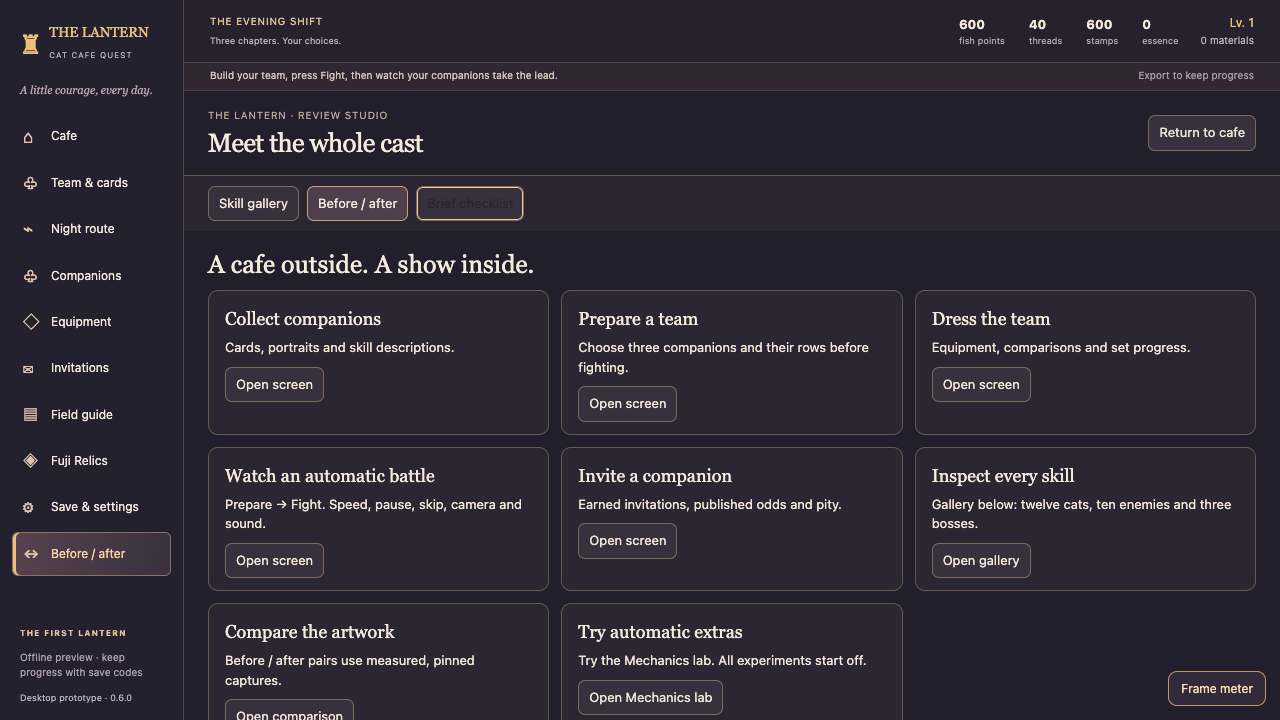 THE LANTERN
CAT CAFE QUEST
A little courage, every day.
Cafe
Team & cards
Night route
Companions
Equipment
Invitations
Field guide
Fuji Relics
Save & settings
Before / after
THE FIRST LANTERN
Offline preview · keep
progress with save codes
Desktop prototype · 0.6.0
THE EVENING SHIFT
Three chapters. Your choices.
600
fish points
40
threads
600
stamps
0
essence
Lv. 1
0 materials
Build your team, press Fight, then watch your companions take the lead.
Export to keep progress
THE LANTERN · REVIEW STUDIO
Meet the whole cast
Return to cafe
Skill gallery
Before / after
Brief checklist
A cafe outside. A show inside.
Collect companions
Cards, portraits and skill descriptions.
Open screen
Prepare a team
Choose three companions and their rows before
fighting.
Open screen
Dress the team
Equipment, comparisons and set progress.
Open screen
Watch an automatic battle
Prepare → Fight. Speed, pause, skip, camera and
sound.
Open screen
Invite a companion
Earned invitations, published odds and pity.
Open screen
Inspect every skill
Gallery below: twelve cats, ten enemies and three
bosses.
Open gallery
Compare the artwork
Before / after pairs use measured, pinned
captures.
Open comparison
Try automatic extras
Try the Mechanics lab. All experiments start off.
Open Mechanics lab
Frame meter